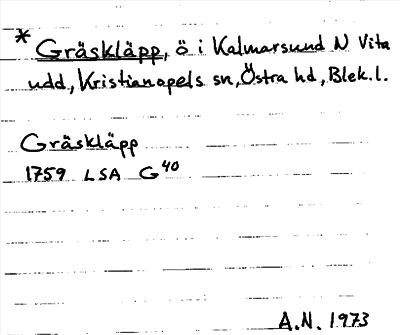 * Gräskläpp, ö i Kalmarsund N Vita
udd., Kristianopels sn, Östra hd, Blek.l.
Gräskläpp
1759 LSA G40
A.N. 1973